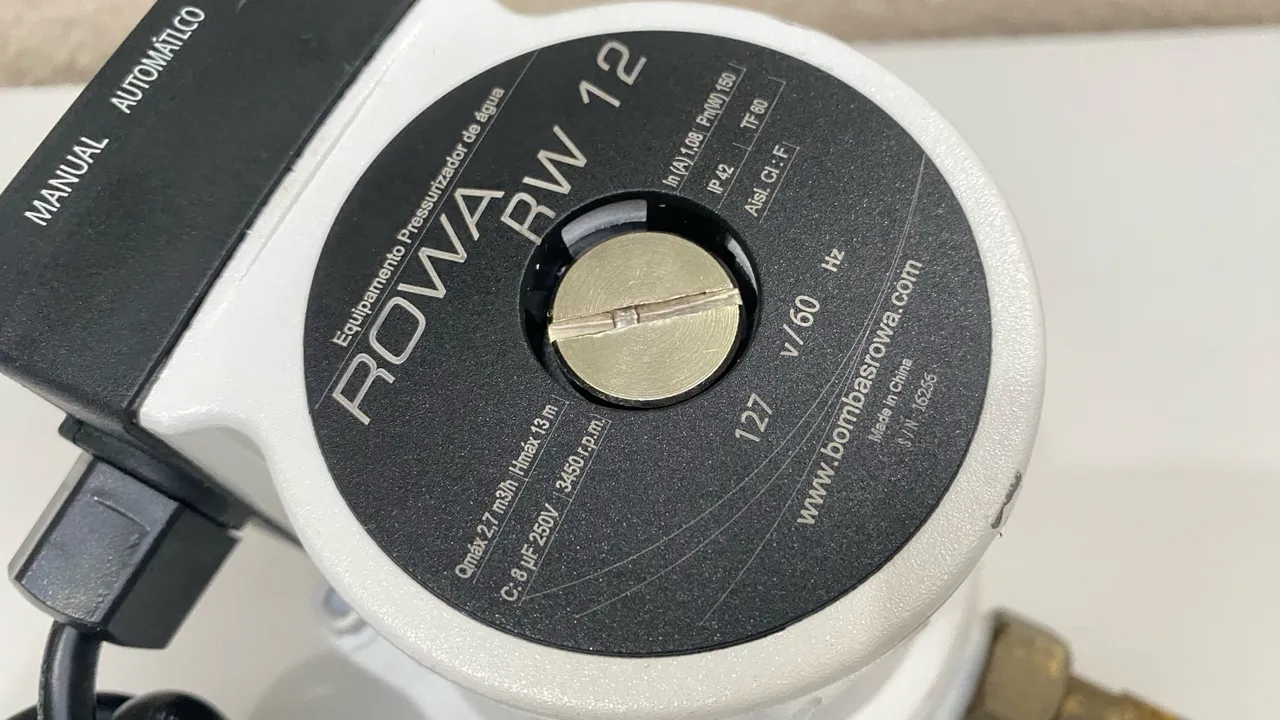 MANUAL AUTOMÁTICO
Equipamento Pressurizador de água
ROWA
RW 12
In (A) 1,08 Pn(W) 150
IP 42 TF 60
Aisl. Cl : F
Qmáx 2,7 m3/h Hmáx 13 m
C: 8 µF 250V 3450 r.p.m.
127 v/60 Hz
www.bombasrowa.com
Made in China
S/N 16256